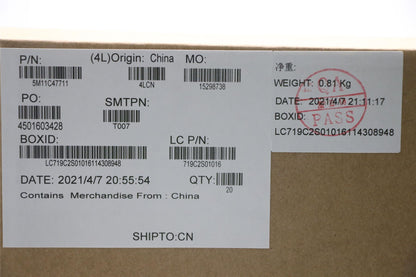 P/N: (4L)Origin: China MO:
5M11C47711 4LCN 15298738
PO: SMTPN:
4501603428 T007
BOXID: LC P/N:
LC719C2S01016114308948 719C2S01016
DATE: 2021/4/7 20:55:54 QTY:
20
Contains Merchandise From : China
SHIPTO:CN
净重:
WEIGHT: 0.81 Kg
DATE: 2021/4/7 21:11:17
BOXID:
LC719C2S01016114308948
PASS